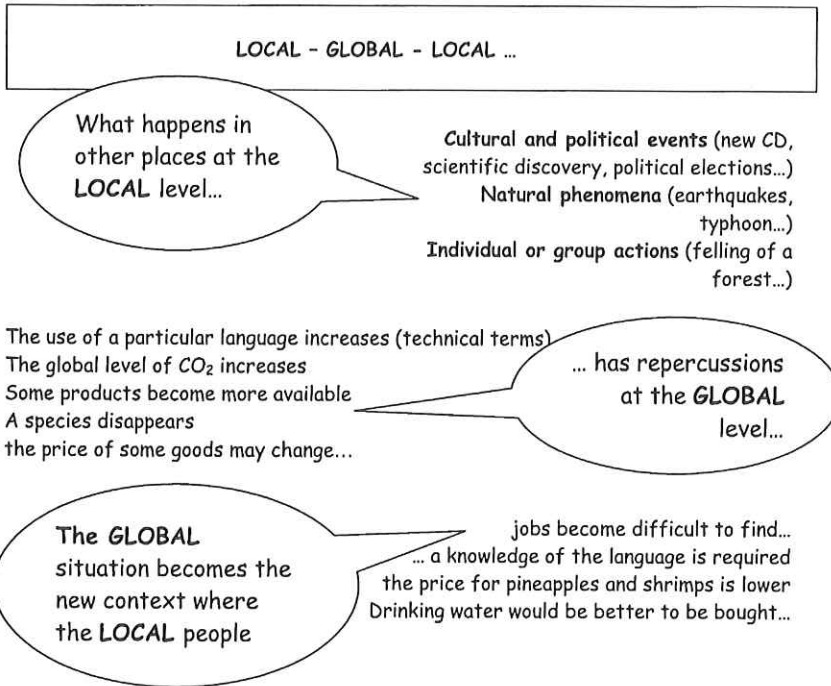 LOCAL - GLOBAL - LOCAL ...
What happens in
other places at the
LOCAL level...
Cultural and political events (new CD,
scientific discovery, political elections...)
Natural phenomena (earthquakes,
typhoon...)
Individual or group actions (felling of a
forest...)
The use of a particular language increases (technical terms)
The global level of CO₂ increases
Some products become more available
A species disappears
the price of some goods may change...
... has repercussions
at the GLOBAL
level...
The GLOBAL
situation becomes the
new context where
the LOCAL people
jobs become difficult to find...
... a knowledge of the language is required
the price for pineapples and shrimps is lower
Drinking water would be better to be bought...